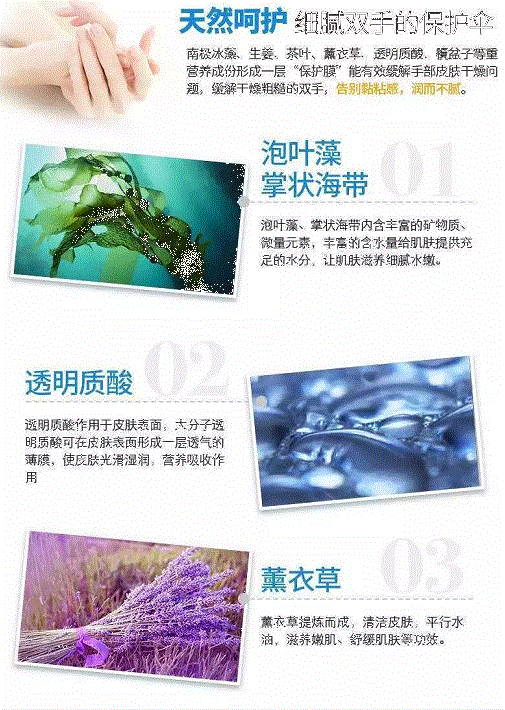 天然呵护 细腻双手的保护伞
南极冰藻、生姜、茶叶、薰衣草、透明质酸、覆盆子等重
营养成份形成一层“保护膜”能有效缓解手部皮肤干燥问
题，缓解干燥粗糙的双手，告别黏粘感，润而不腻。
泡叶藻
掌状海带
01
泡叶藻、掌状海带内含丰富的矿物质、
微量元素，丰富的含水量给肌肤提供充
足的水分，让肌肤滋养细腻水嫩。
透明质酸
02
透明质酸作用于皮肤表面，大分子透
明质酸可在皮肤表面形成一层透气的
薄膜，使皮肤光滑湿润，营养吸收作
用
薰衣草
03
薰衣草提炼而成，清洁皮肤，平行水
油，滋养嫩肌、舒缓肌肤等功效。